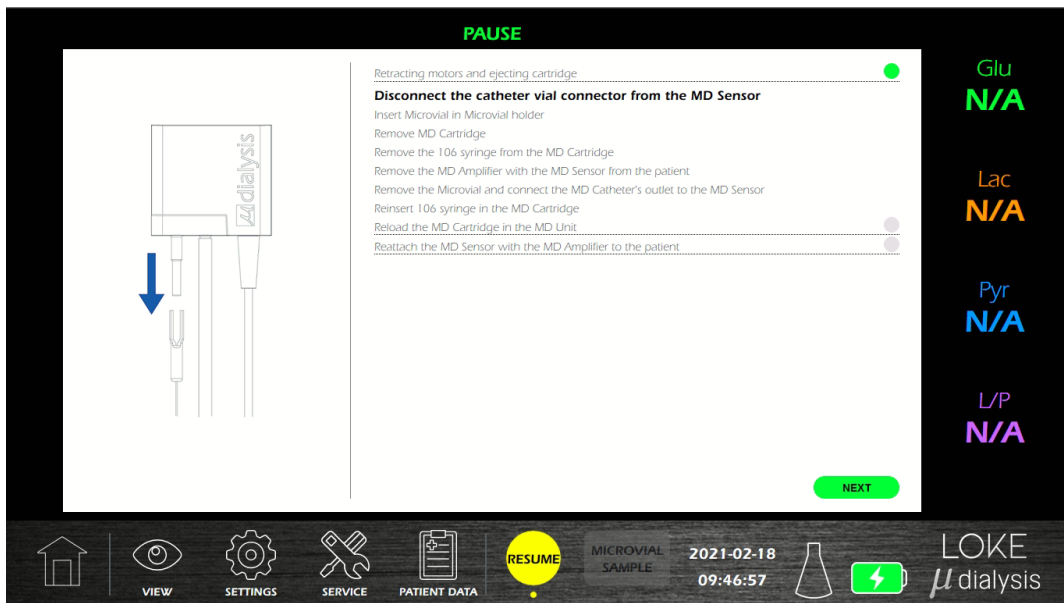 PAUSE
Retracting motors and ejecting cartridge
Disconnect the catheter vial connector from the MD Sensor
Insert Microvial in Microvial holder
Remove MD Cartridge
Remove the 106 syringe from the MD Cartridge
Remove the MD Amplifier with the MD Sensor from the patient
Remove the Microvial and connect the MD Catheter's outlet to the MD Sensor
Reinsert 106 syringe in the MD Cartridge
Reload the MD Cartridge in the MD Unit
Reattach the MD Sensor with the MD Amplifier to the patient
μdialysis
NEXT
Glu
N/A
Lac
N/A
Pyr
N/A
L/P
N/A
VIEW
SETTINGS
SERVICE
PATIENT DATA
RESUME
MICROVIAL
SAMPLE
2021-02-18
09:46:57
LOKE
μ dialysis